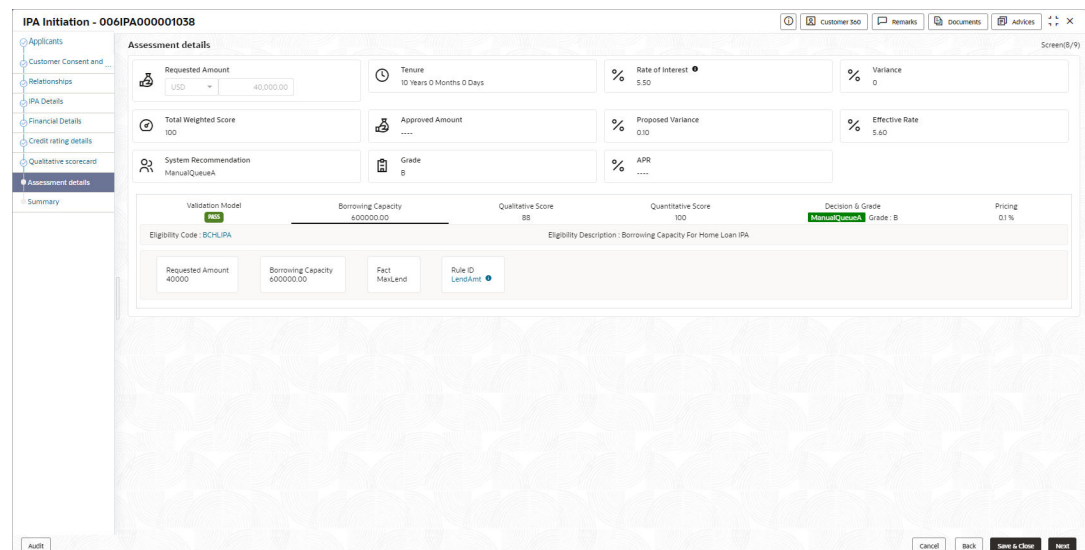 IPA Initiation - 006IPA000001038
Customer 360
Remarks
Documents
Advices
Applicants
Customer Consent and ...
Relationships
IPA Details
Financial Details
Credit rating details
Qualitative scorecard
Assessment details
Summary
Assessment details
Screen(8/9)
Requested Amount
USD 40,000.00
Tenure
10 Years 0 Months 0 Days
Rate of Interest
5.50
Variance
0
Total Weighted Score
100
Approved Amount
----
Proposed Variance
0.10
Effective Rate
5.60
System Recommendation
ManualQueueA
Grade
B
APR
----
Validation Model
PASS
Borrowing Capacity
600000.00
Qualitative Score
88
Quantitative Score
100
Decision & Grade
ManualQueueA Grade : B
Pricing
0.1 %
Eligibility Code : BCHLIPA
Eligibility Description : Borrowing Capacity For Home Loan IPA
Requested Amount
40000
Borrowing Capacity
600000.00
Fact
MaxLend
Rule ID
LendAmt
Audit
Cancel
Back
Save & Close
Next